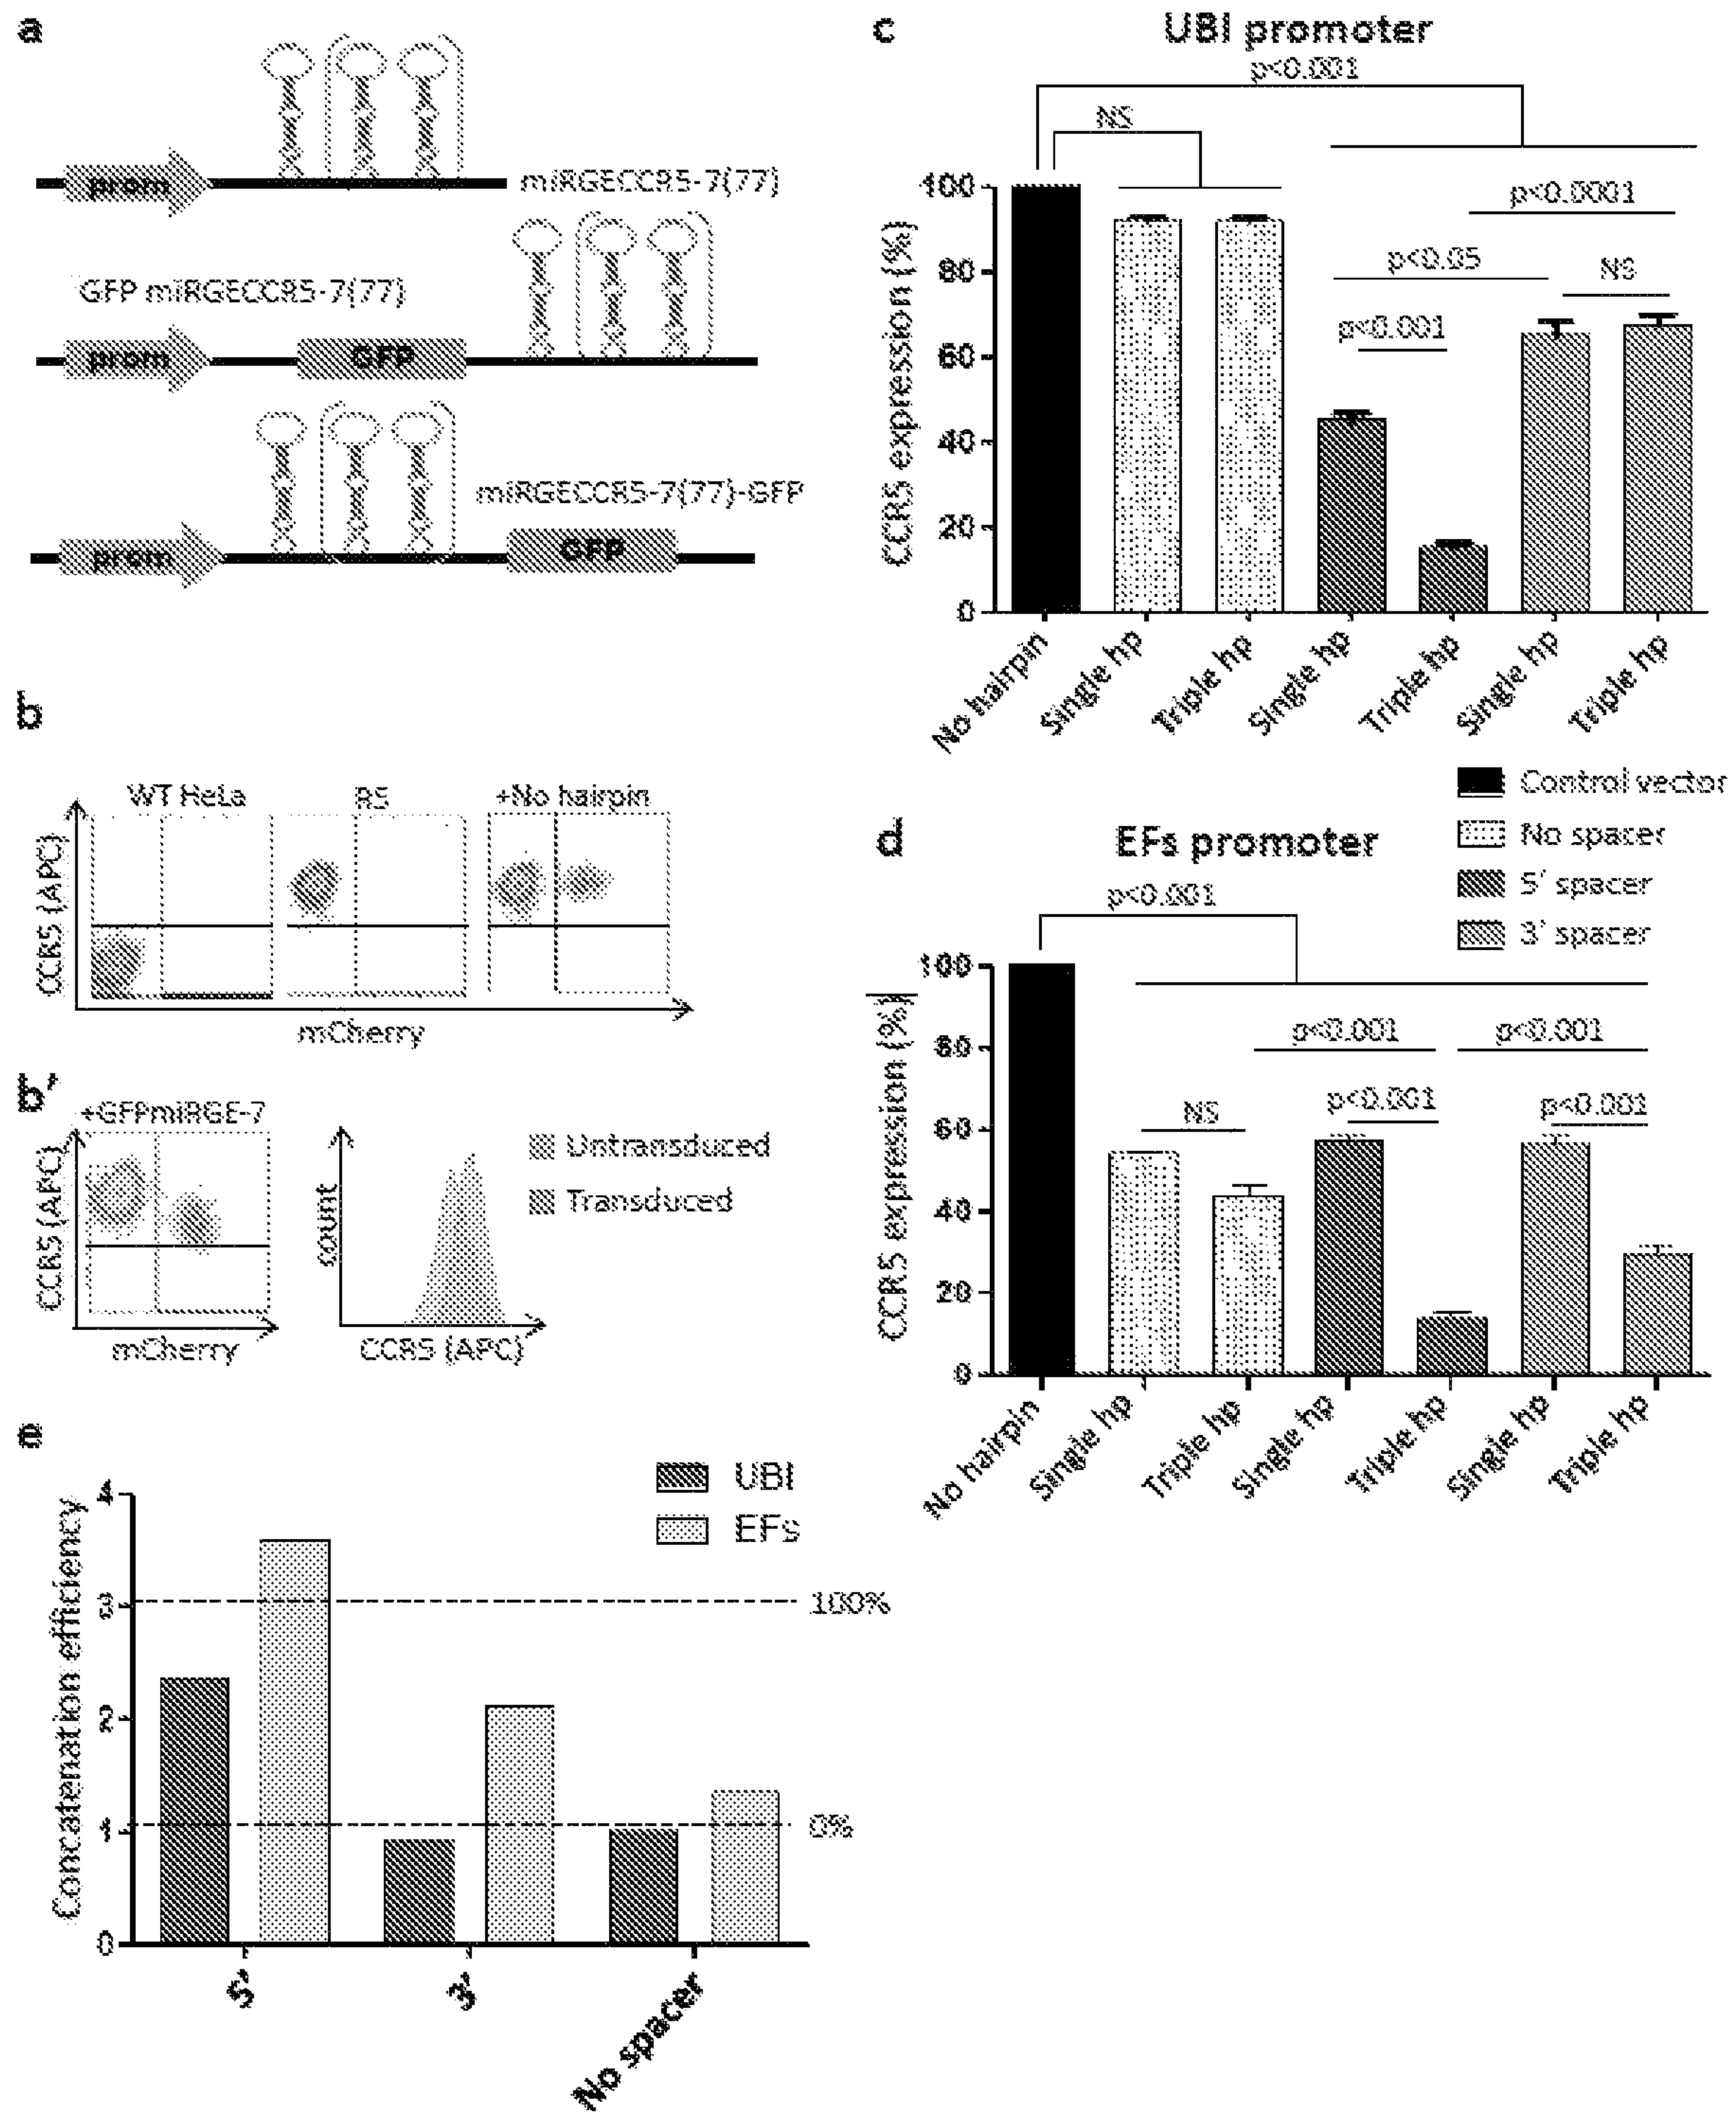 a
prom
miRGECCR5-7(77)
GFP miRGECCR5-7(77)
prom
GFP
miRGECCR5-7(77)-GFP
prom
GFP
b
WT HeLa
R5
+No hairpin
CCR5 (APC)
mCherry
b'
+GFPmiRGE-7
CCR5 (APC)
mCherry
count
CCR5 (APC)
Untransduced
Transduced
c
UBI promoter
p<0.001
NS
p<0.0001
p<0.05
NS
p<0.001
CCR5 expression (%)
100
80
60
40
20
0
No hairpin
Single hp
Triple hp
Single hp
Triple hp
Single hp
Triple hp
Control vector
No spacer
5' spacer
3' spacer
d
EFs promoter
p<0.001
p<0.001
p<0.001
NS
p<0.001
p<0.001
CCR5 expression (%)
100
80
60
40
20
0
No hairpin
Single hp
Triple hp
Single hp
Triple hp
Single hp
Triple hp
e
UBI
EFs
Concatenation efficiency
4
3
2
1
0
100%
0%
5'
3'
No spacer